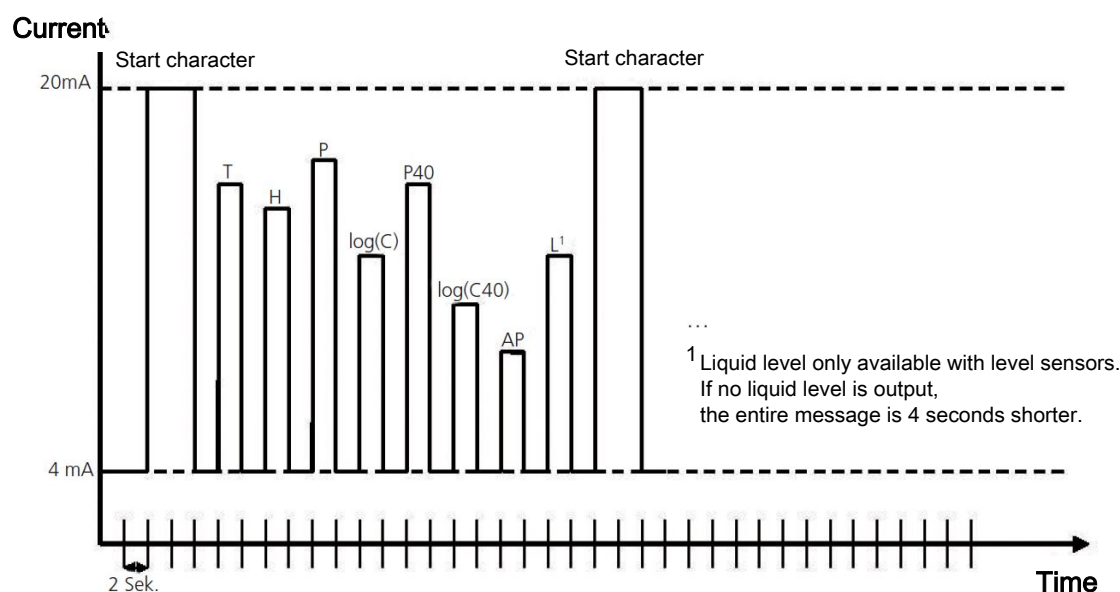 Current
Start character
Start character
20mA
P
T
P40
H
log(C)
L¹
log(C40)
AP
...
1 Liquid level only available with level sensors.
If no liquid level is output,
the entire message is 4 seconds shorter.
4 mA
2 Sek.
Time